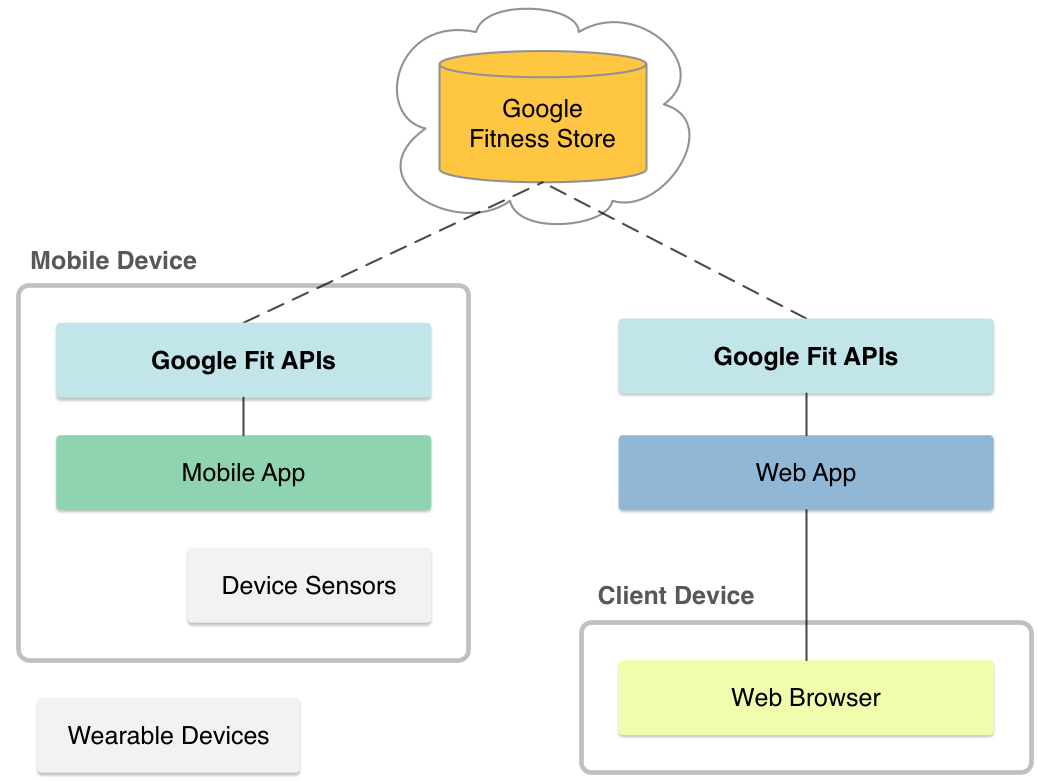 Google
Fitness Store
Mobile Device
Google Fit APIs
Mobile App
Device Sensors
Wearable Devices
Google Fit APIs
Web App
Client Device
Web Browser